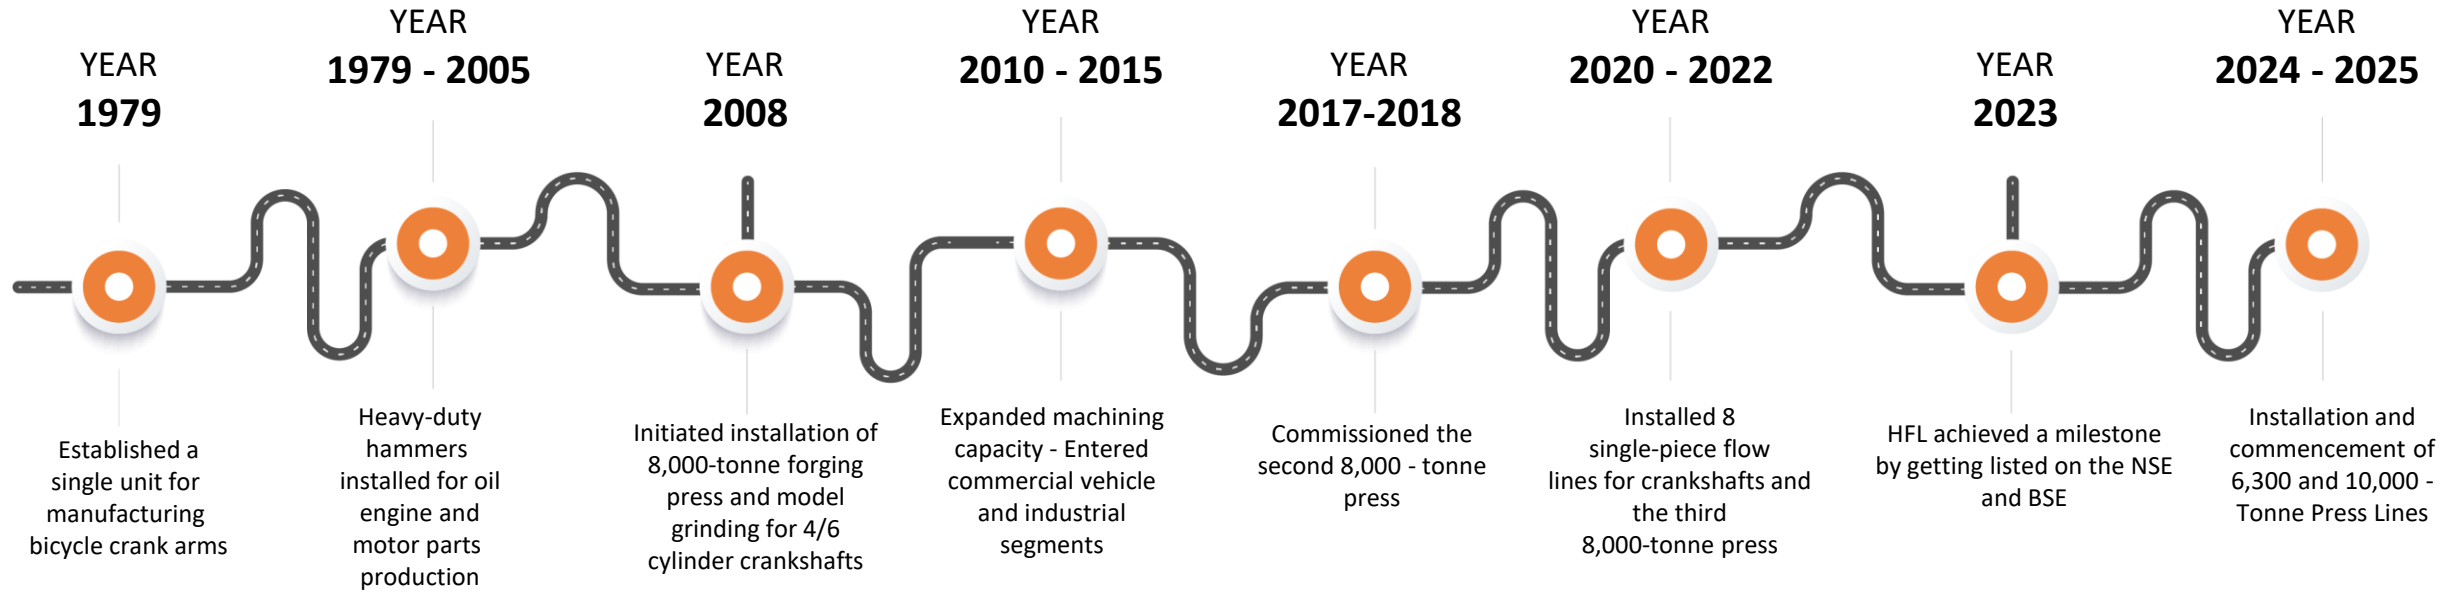 YEAR
1979
Established a
single unit for
manufacturing
bicycle crank arms
YEAR
1979 - 2005
Heavy-duty
hammers
installed for oil
engine and
motor parts
production
YEAR
2008
Initiated installation of
8,000-tonne forging
press and model
grinding for 4/6
cylinder crankshafts
YEAR
2010 - 2015
Expanded machining
capacity - Entered
commercial vehicle
and industrial
segments
YEAR
2017-2018
Commissioned the
second 8,000 - tonne
press
YEAR
2020 - 2022
Installed 8
single-piece flow
lines for crankshafts and
the third
8,000-tonne press
YEAR
2023
HFL achieved a milestone
by getting listed on the NSE
and BSE
YEAR
2024 - 2025
Installation and
commencement of
6,300 and 10,000 -
Tonne Press Lines